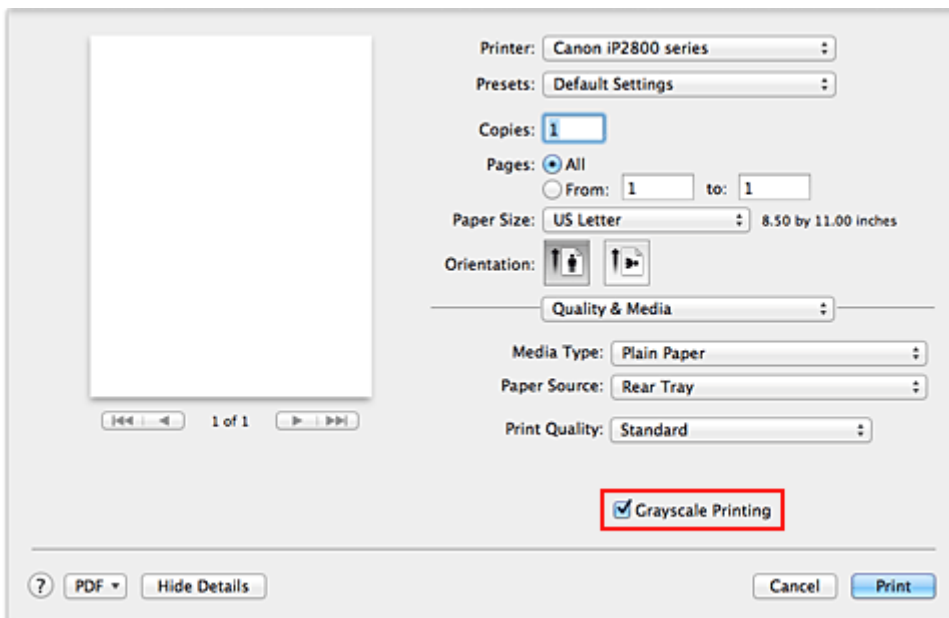 Printer: Canon iP2800 series
Presets: Default Settings
Copies: 1
Pages: All
From: 1 to: 1
Paper Size: US Letter 8.50 by 11.00 inches
Orientation:
Quality & Media
Media Type: Plain Paper
Paper Source: Rear Tray
1 of 1
Print Quality: Standard
Grayscale Printing
? PDF Hide Details Cancel Print